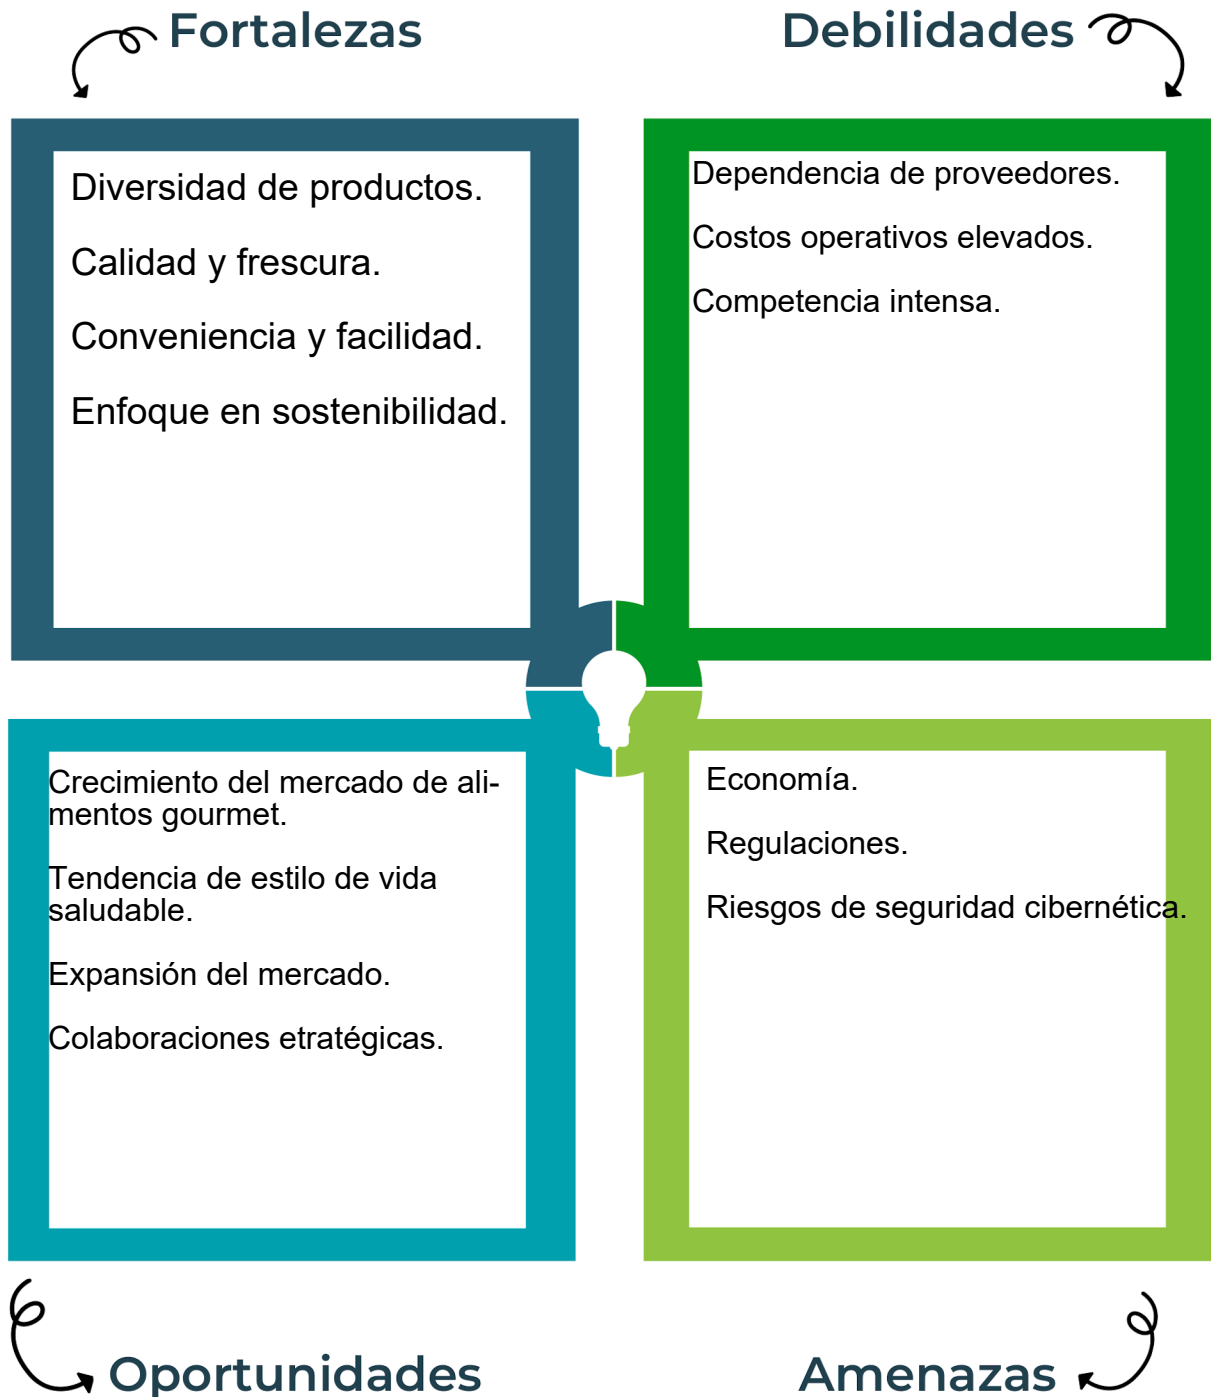 Fortalezas
Diversidad de productos.
Calidad y frescura.
Conveniencia y facilidad.
Enfoque en sostenibilidad.
Debilidades
Dependencia de proveedores.
Costos operativos elevados.
Competencia intensa.
Crecimiento del mercado de ali-
mentos gourmet.
Tendencia de estilo de vida
saludable.
Expansión del mercado.
Colaboraciones etratégicas.
Oportunidades
Economía.
Regulaciones.
Riesgos de seguridad cibernética.
Amenazas